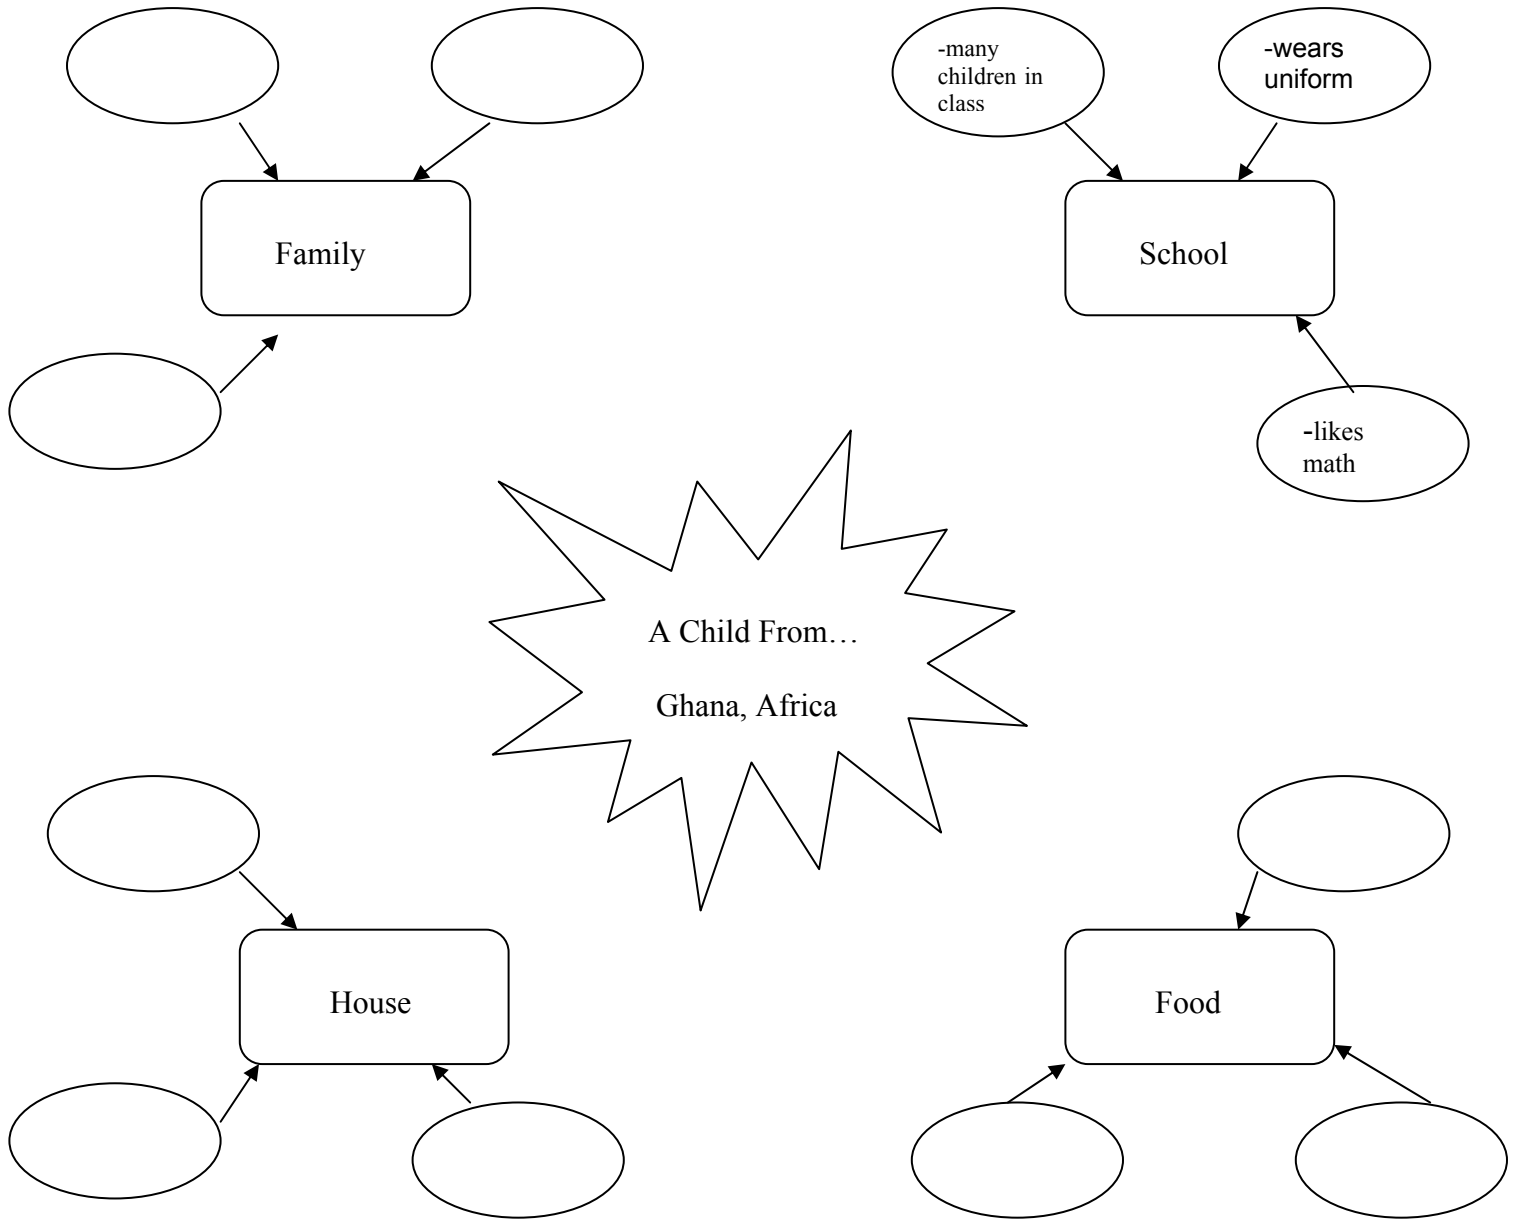 -many
children in
class
-wears
uniform
Family
School
-likes
math
A Child From…
Ghana, Africa
House
Food